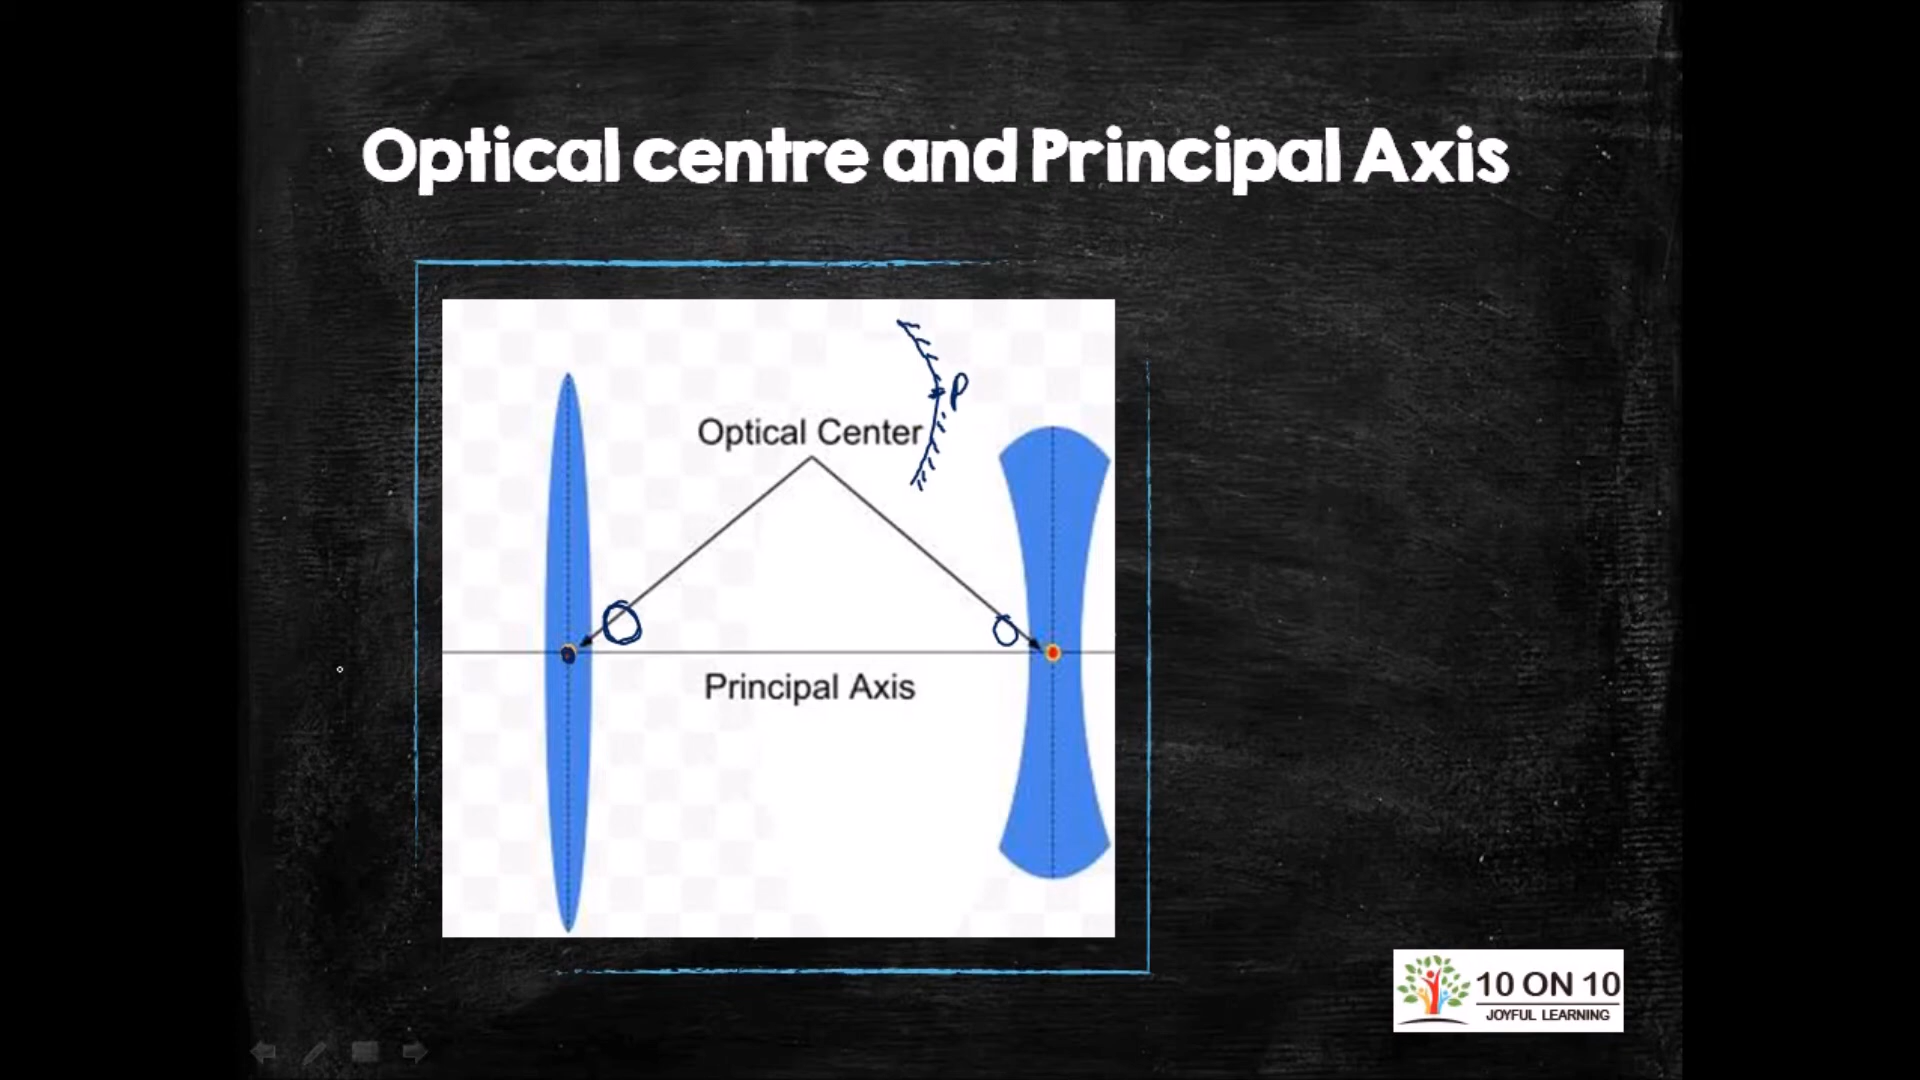 Optical centre and Principal Axis
P
Optical Center
O
O
Principal Axis
10 ON 10
JOYFUL LEARNING